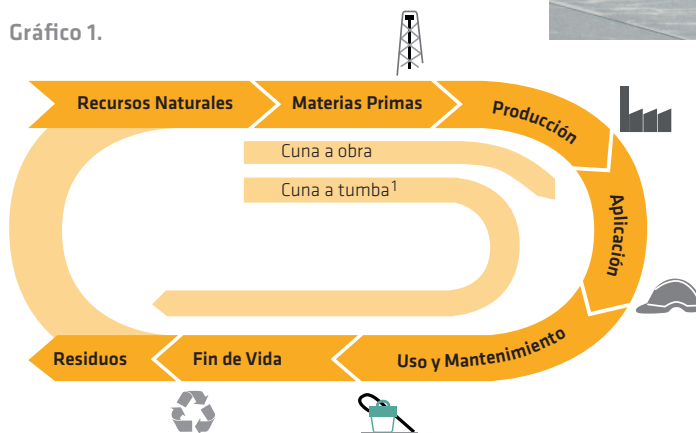 Gráfico 1.
Recursos Naturales
Materias Primas
Producción
Cuna a obra
Cuna a tumba¹
Aplicación
Uso y Mantenimiento
Fin de Vida
Residuos